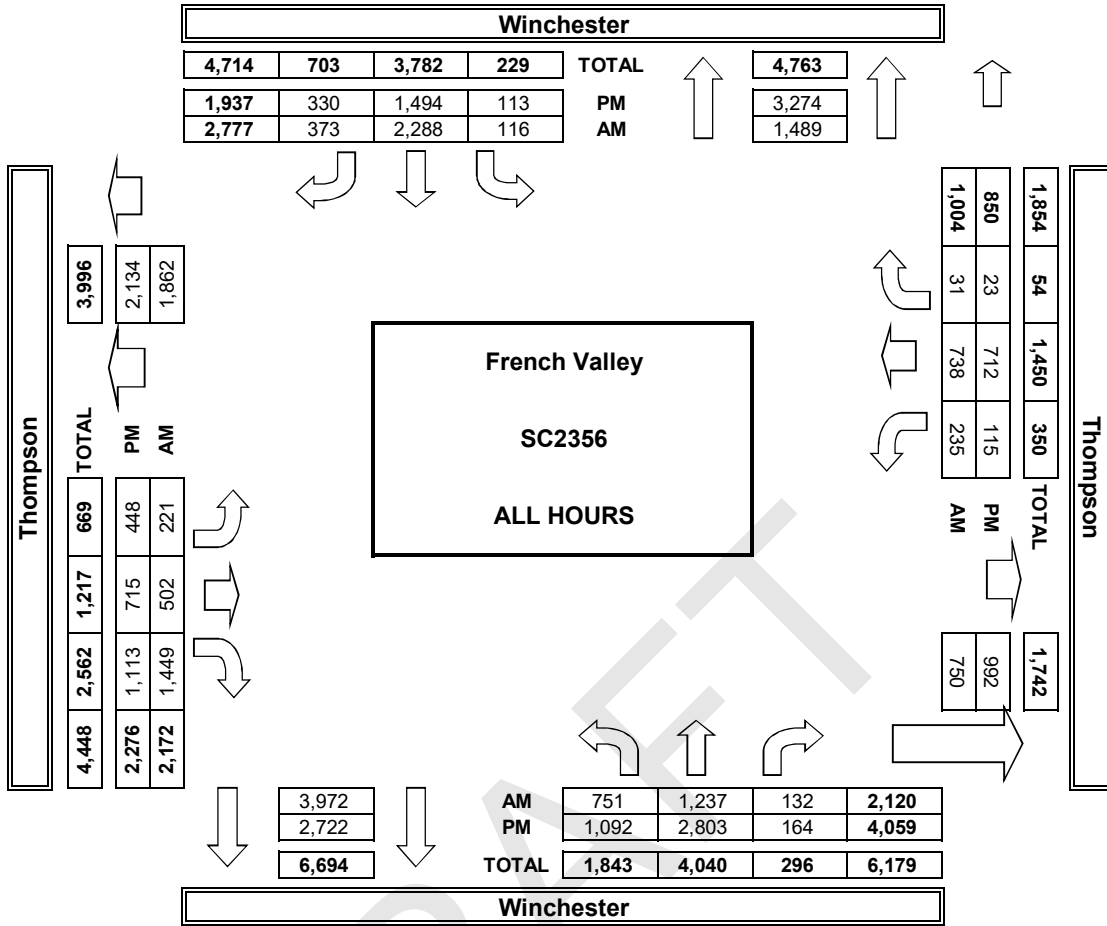 Winchester
4,714 703 3,782 229 TOTAL 4,763
1,937 330 1,494 113 PM 3,274
2,777 373 2,288 116 AM 1,489
Thompson
3,996
2,134
1,862
TOTAL 669 1,217 2,562 4,448
PM 448 715 1,113 2,276
AM 221 502 1,449 2,172
French Valley
SC2356
ALL HOURS
1,854 54 1,450 350 TOTAL 1,742
850 23 712 115 PM 992
1,004 31 738 235 AM 750
Thompson
3,972 AM 751 1,237 132 2,120
2,722 PM 1,092 2,803 164 4,059
6,694 TOTAL 1,843 4,040 296 6,179
Winchester
DRAFT